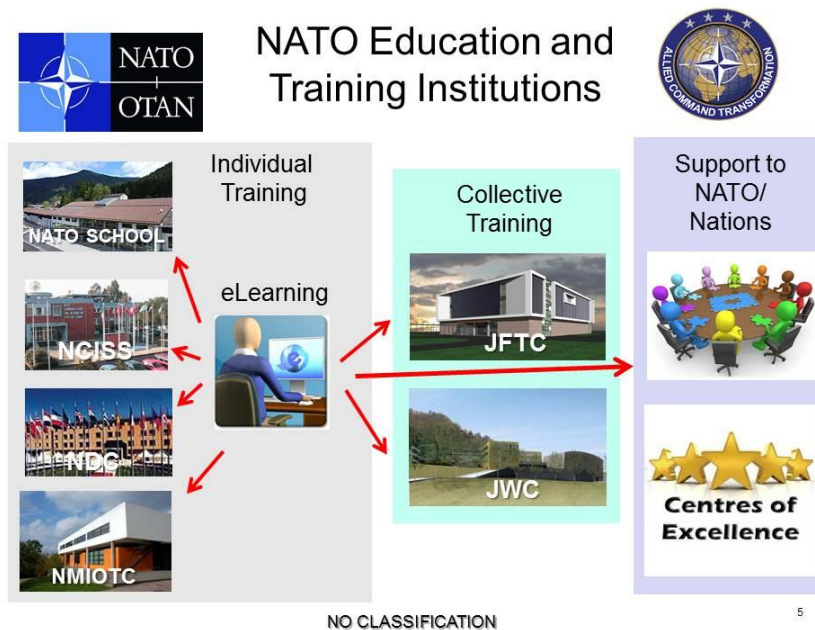 NATO
OTAN
NATO Education and
Training Institutions
ALLIED COMMAND TRANSFORMATION
Individual
Training
NATO SCHOOL
NCISS
NDC
NMIOTC
eLearning
Collective
Training
JFTC
JWC
Support to
NATO/
Nations
Centres of
Excellence
NO CLASSIFICATION
5